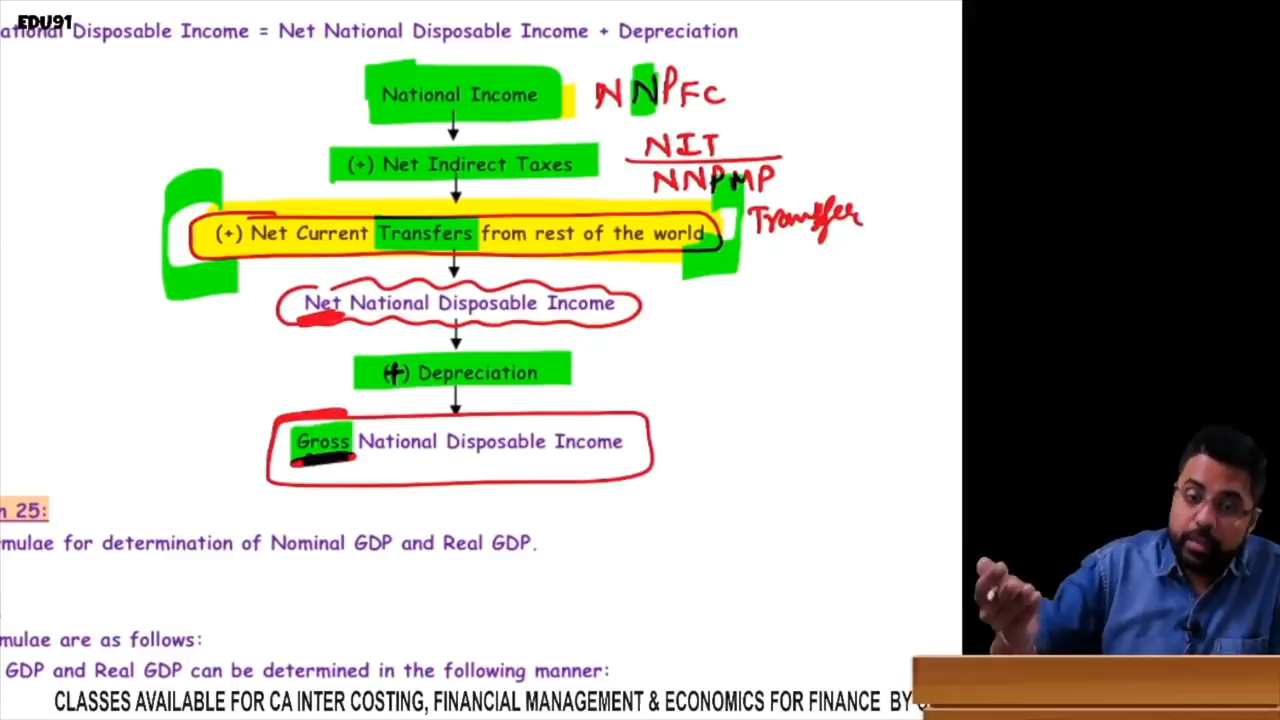 EDU91
ational Disposable Income = Net National Disposable Income + Depreciation
National Income
NNPFC
(+) Net Indirect Taxes
NIT
NNPMP
(+) Net Current Transfers from rest of the world
Transfer
Net National Disposable Income
(+) Depreciation
Gross National Disposable Income
n 25:
mulae for determination of Nominal GDP and Real GDP.
mulae are as follows:
GDP and Real GDP can be determined in the following manner:
CLASSES AVAILABLE FOR CA INTER COSTING, FINANCIAL MANAGEMENT & ECONOMICS FOR FINANCE BY